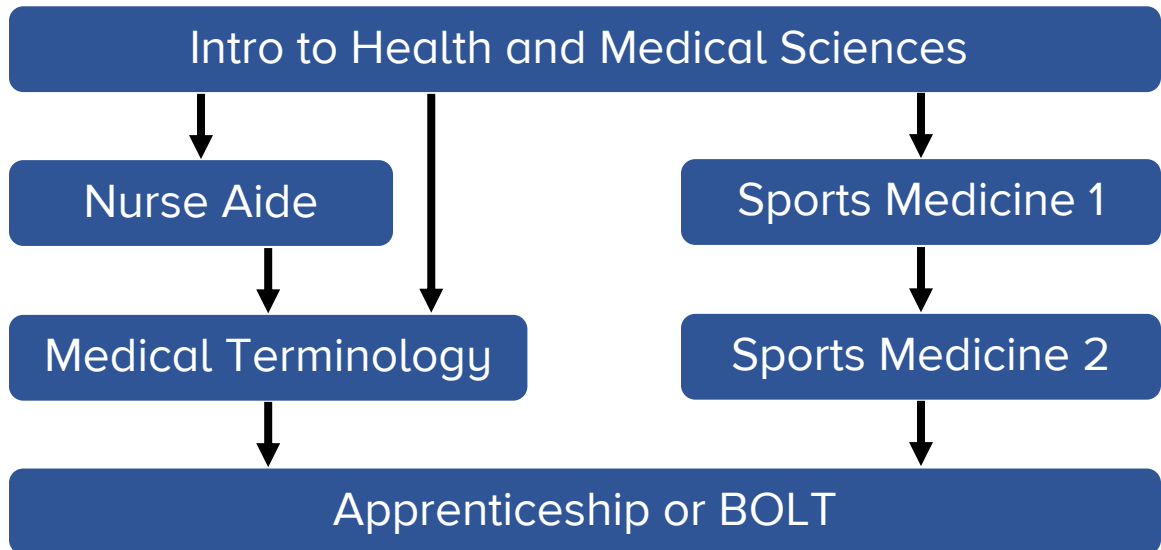 Intro to Health and Medical Sciences
Nurse Aide
Sports Medicine 1
Medical Terminology
Sports Medicine 2
Apprenticeship or BOLT